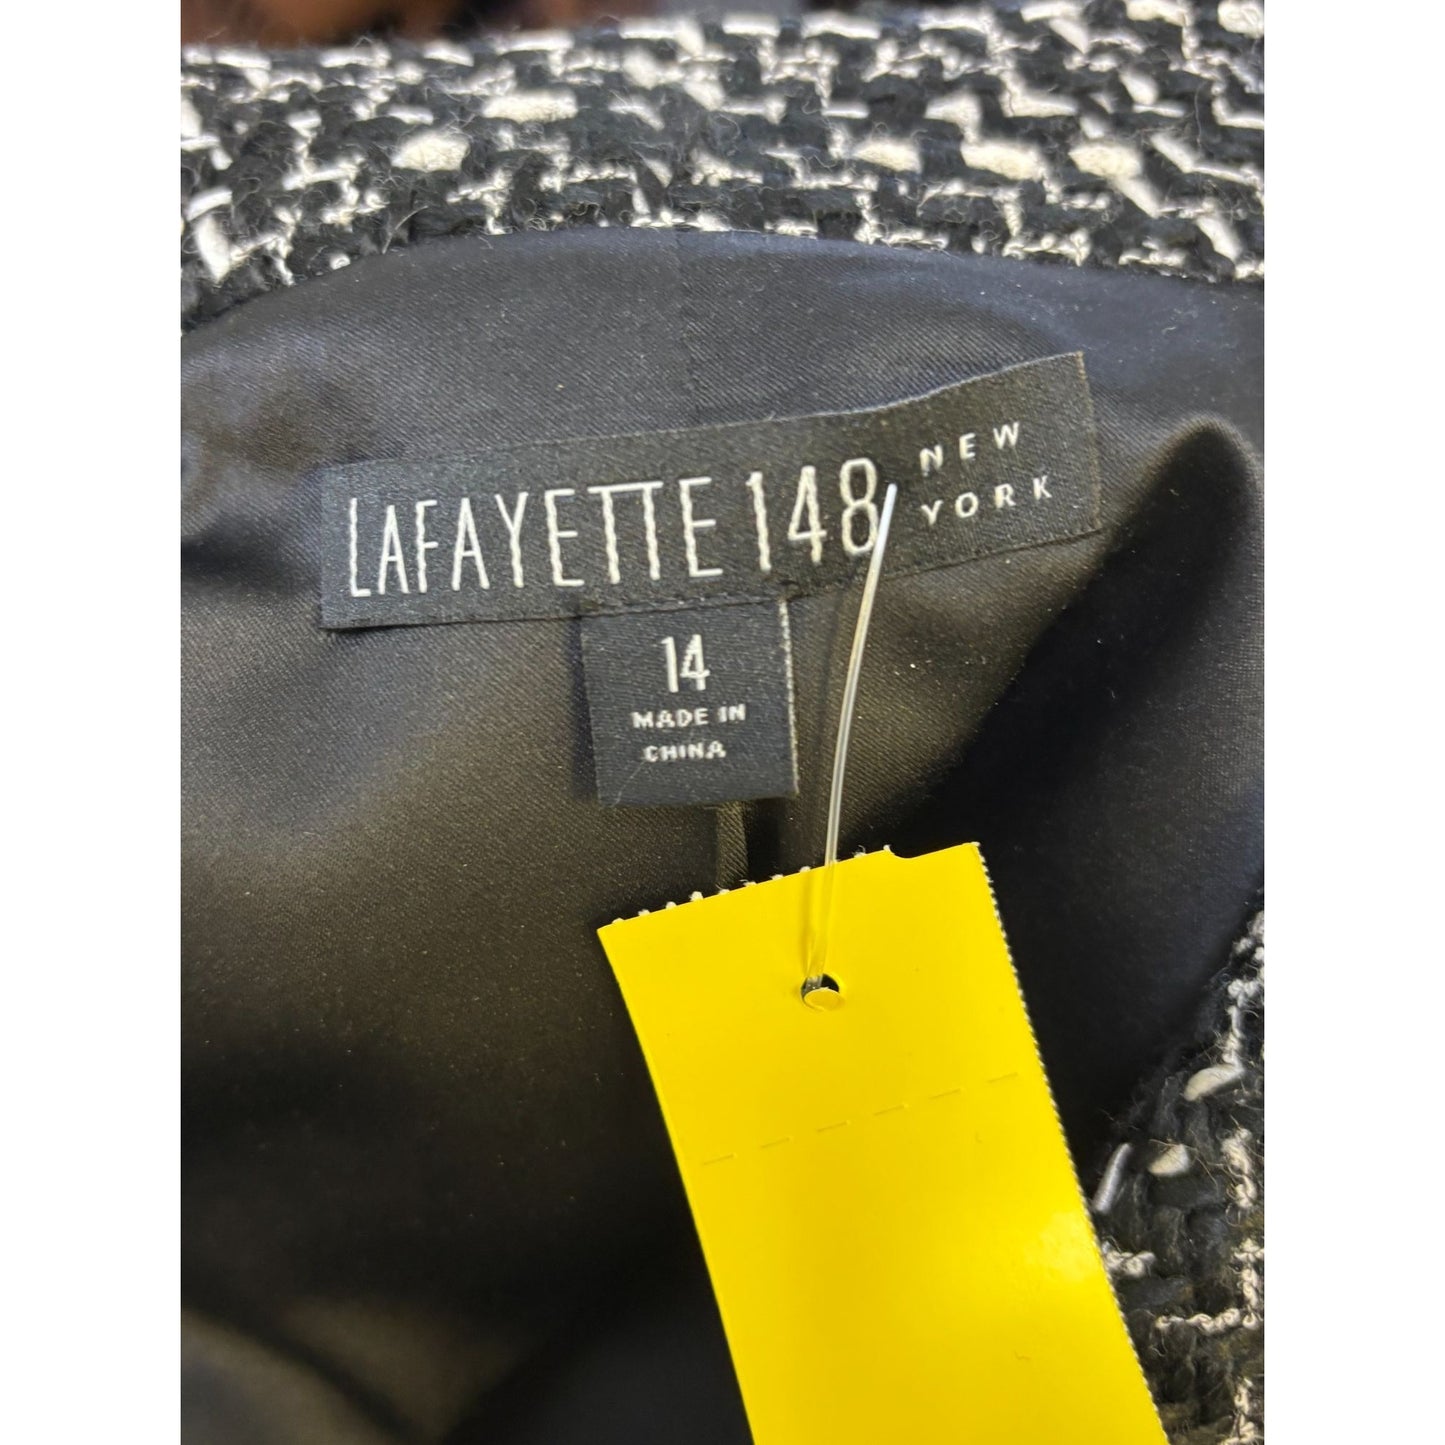 LAFAYETTE 148 NEW
YORK
14
MADE IN
CHINA